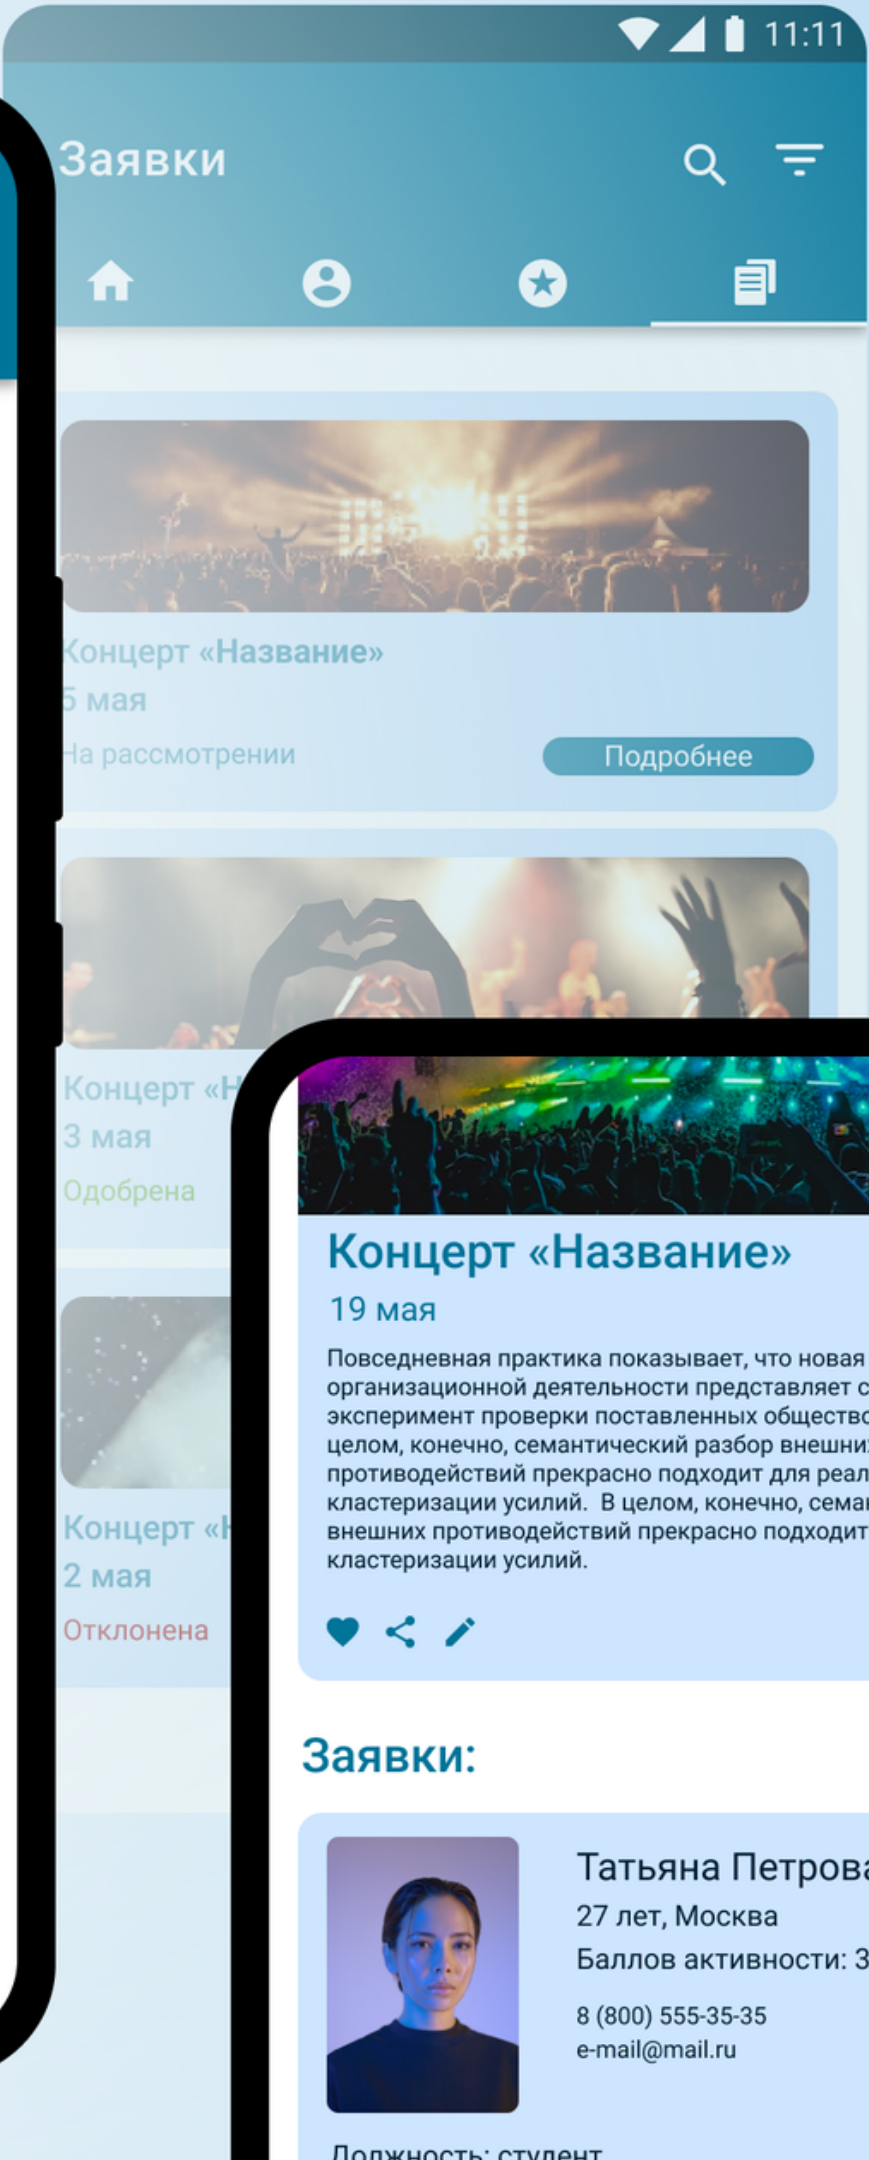 11:11
Заявки
Концерт «Название»
5 мая
На рассмотрении
Подробнее
Концерт
3 мая
Одобрена
Концерт
2 мая
Отклонена
Концерт «Название»
19 мая
Повседневная практика показывает, что новая
организационной деятельности представляет
эксперимент проверки поставленных
целом, конечно, семантический разбор
противодействий прекрасно подходит для
кластеризации усилий. В целом, конечно,
внешних противодействий прекрасно подходит
кластеризации усилий.
Заявки:
Татьяна Петрова
27 лет, Москва
Баллов активности: 3
8 (800) 555-35-35
e-mail@mail.ru
Должность: студент